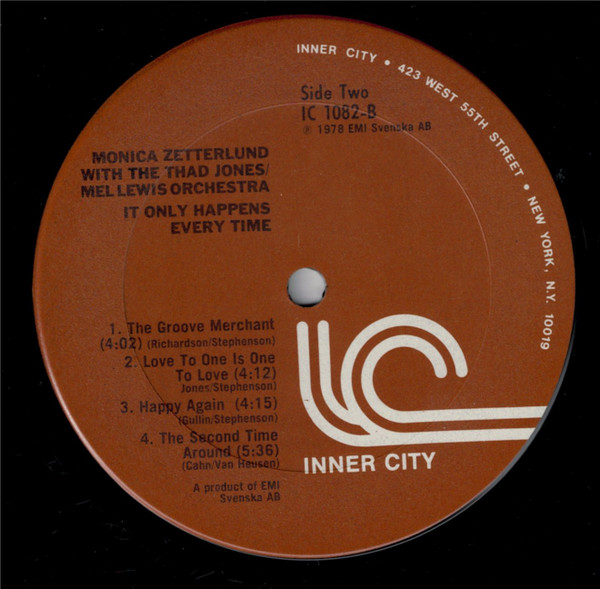 INNER CITY • 423 WEST 55TH STREET • NEW YORK, N.Y. 10019
Side Two
IC 1082-B
℗ 1978 EMI Svenska AB
MONICA ZETTERLUND
WITH THE THAD JONES/
MEL LEWIS ORCHESTRA
IT ONLY HAPPENS
EVERY TIME
1. The Groove Merchant
(4:02) (Richardson/Stephenson)
2. Love To One Is One
To Love (4:12)
Jones/Stephenson)
3. Happy Again (4:15)
(Gullin/Stephenson)
4. The Second Time
Around (5:36)
(Cahn/Van Heusen)
A product of EMI
Svenska AB
INNER CITY